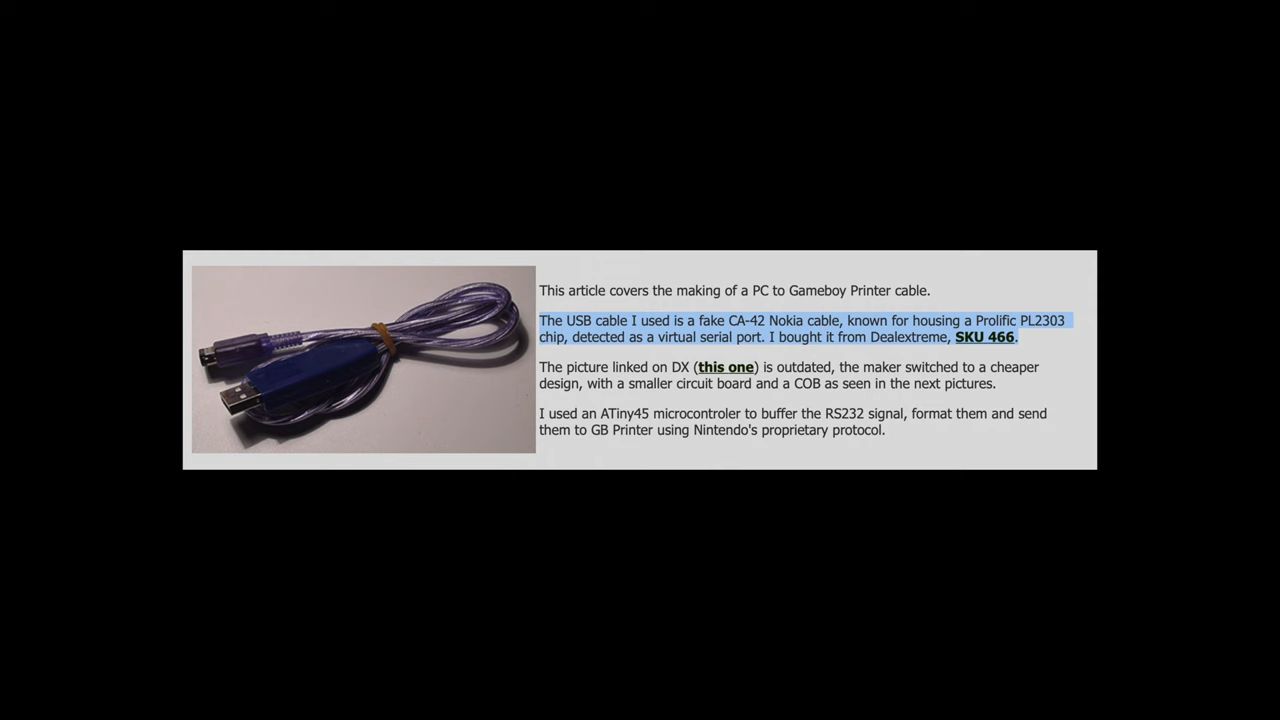 This article covers the making of a PC to Gameboy Printer cable.
The USB cable I used is a fake CA-42 Nokia cable, known for housing a Prolific PL2303
chip, detected as a virtual serial port. I bought it from Dealextreme, SKU 466.
The picture linked on DX (this one) is outdated, the maker switched to a cheaper
design, with a smaller circuit board and a COB as seen in the next pictures.
I used an ATiny45 microcontroler to buffer the RS232 signal, format them and send
them to GB Printer using Nintendo's proprietary protocol.